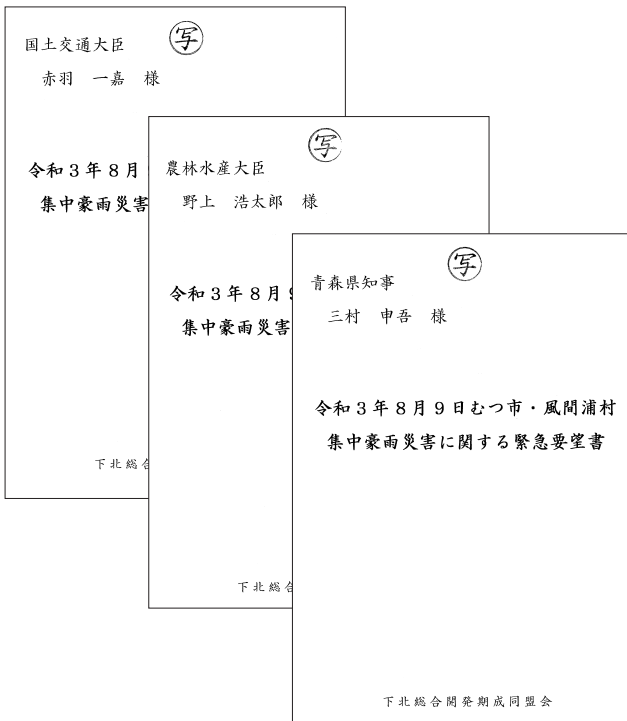 写
国土交通大臣
赤羽 一嘉 様
令和3年8月
集中豪雨災害
下北総合
写
農林水産大臣
野上 浩太郎 様
令和3年8月9
集中豪雨災害
下北総合
写
青森県知事
三村 申吾 様
令和3年8月9日むつ市・風間浦村
集中豪雨災害に関する緊急要望書
下北総合開発期成同盟会